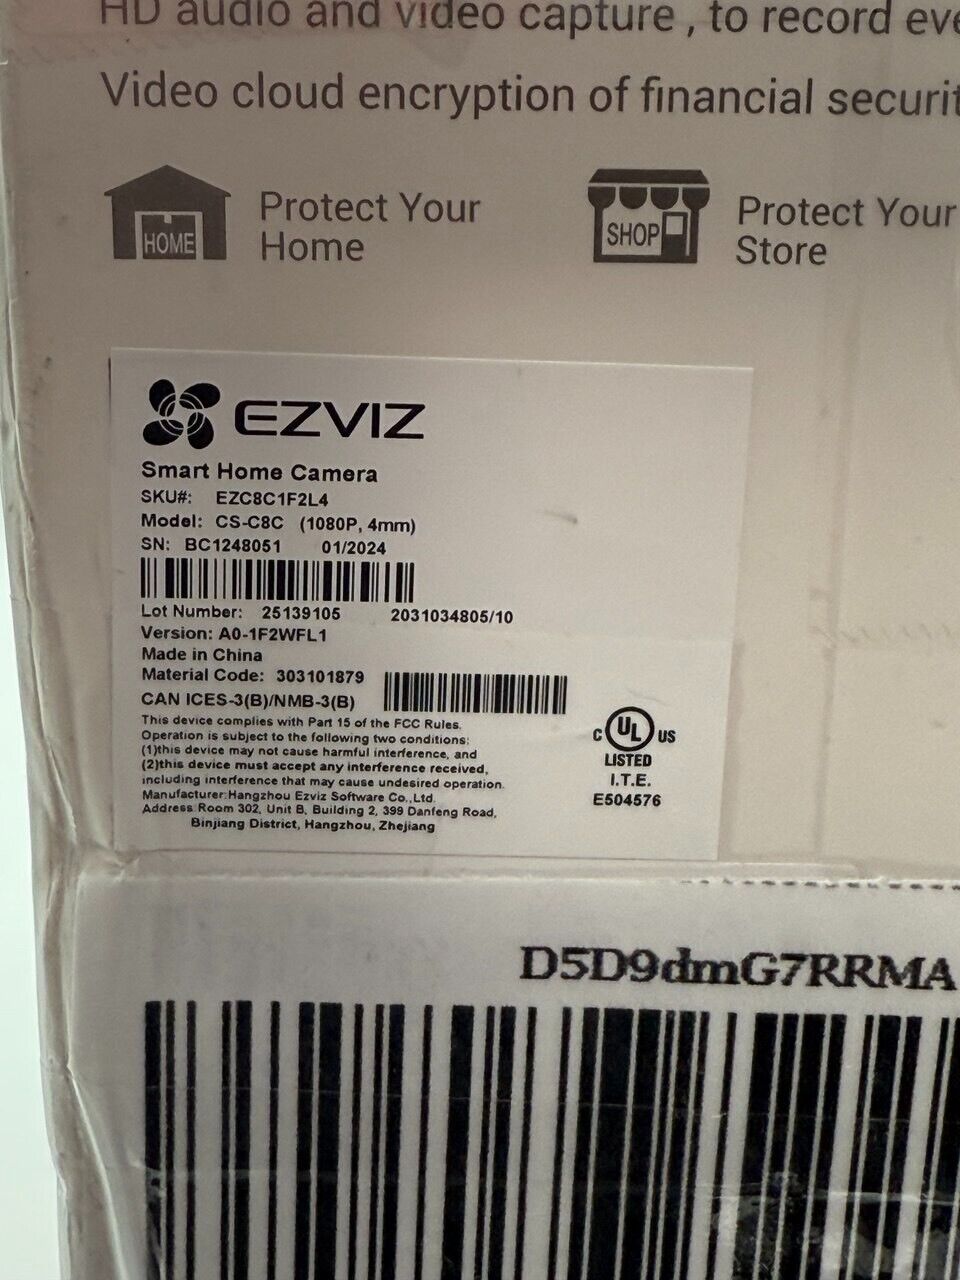 HD audio and video capture , to record eve
Video cloud encryption of financial securit
HOME
Protect Your
Home
SHOP
Protect Your
Store
EZVIZ
Smart Home Camera
SKU#: EZC8C1F2L4
Model: CS-C8C (1080P, 4mm)
SN: BC1248051 01/2024
Lot Number: 25139105 2031034805/10
Version: A0-1F2WFL1
Made in China
Material Code: 303101879
CAN ICES-3(B)/NMB-3(B)
This device complies with Part 15 of the FCC Rules.
Operation is subject to the following two conditions:
(1)this device may not cause harmful interference, and
(2)this device must accept any interference received,
including interference that may cause undesired operation.
Manufacturer:Hangzhou Ezviz Software Co.,Ltd.
Address:Room 302, Unit B, Building 2, 399 Danfeng Road,
Binjiang District, Hangzhou, Zhejiang
C UL US
LISTED
I.T.E.
E504576
D5D9dmG7RRMA